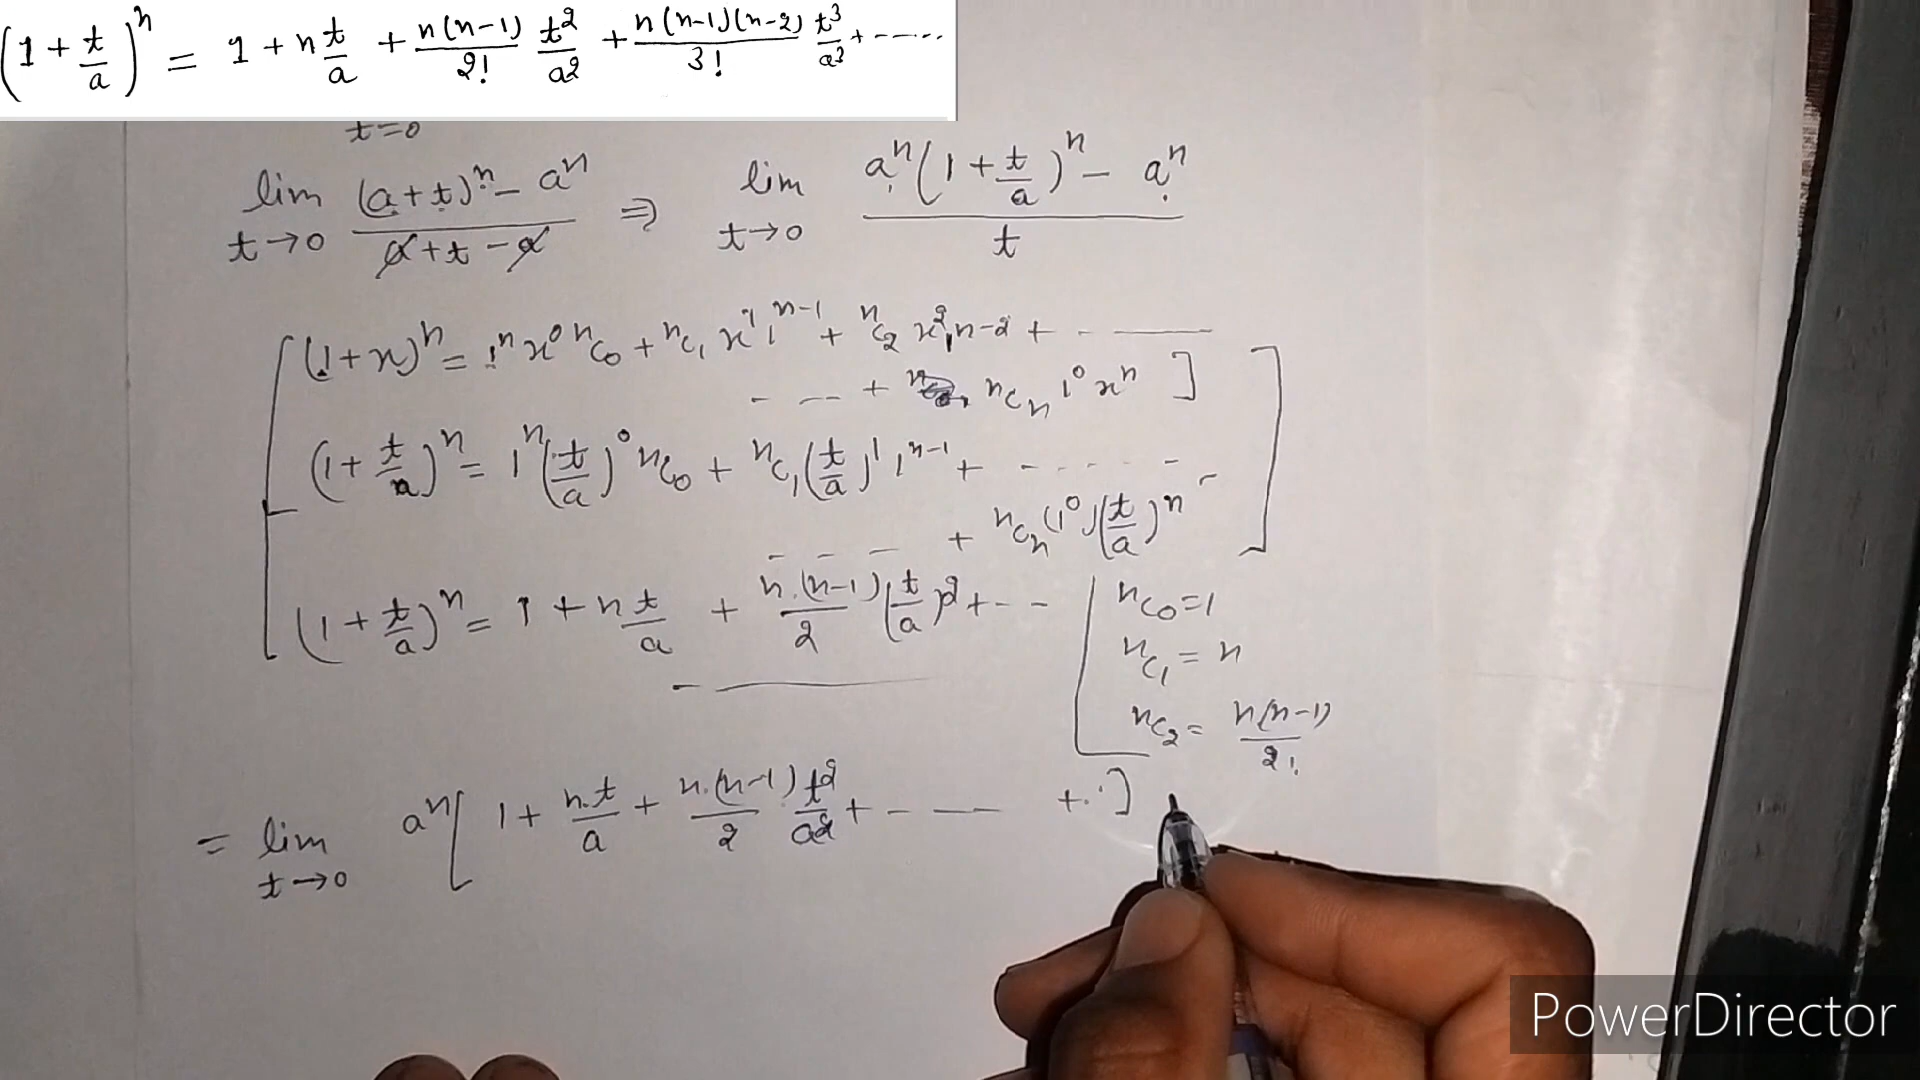 (1 + t/a)^n = 1 + n t/a + n(n-1)/2! t²/a² + n(n-1)(n-2)/3! t³/a³ + ------
t=0
lim t→0 ((a+t)^n - a^n)/(a+t-a) ⇒ lim t→0 (a^n(1+t/a)^n - a^n)/t
[(1+x)^n = 1^n x^0 nC0 + nC1 x^1 1^(n-1) + nC2 x^2 1^(n-2) + - ——
- -- + nCn 1^0 x^n ]
(1+t/a)^n = 1^n (t/a)^0 nC0 + nC1 (t/a)^1 1^(n-1) + - - - - - -
- - - + nCn (1^0)(t/a)^n ]
(1+t/a)^n = 1 + n t/a + n.(n-1)/2 (t/a)^2 + - -
nC0 = 1
nC1 = n
nC2 = n(n-1)/2!
= lim t→0 a^n [ 1 + n.t/a + n.(n-1)/2 t²/a² + - -- — +.. ]
PowerDirector